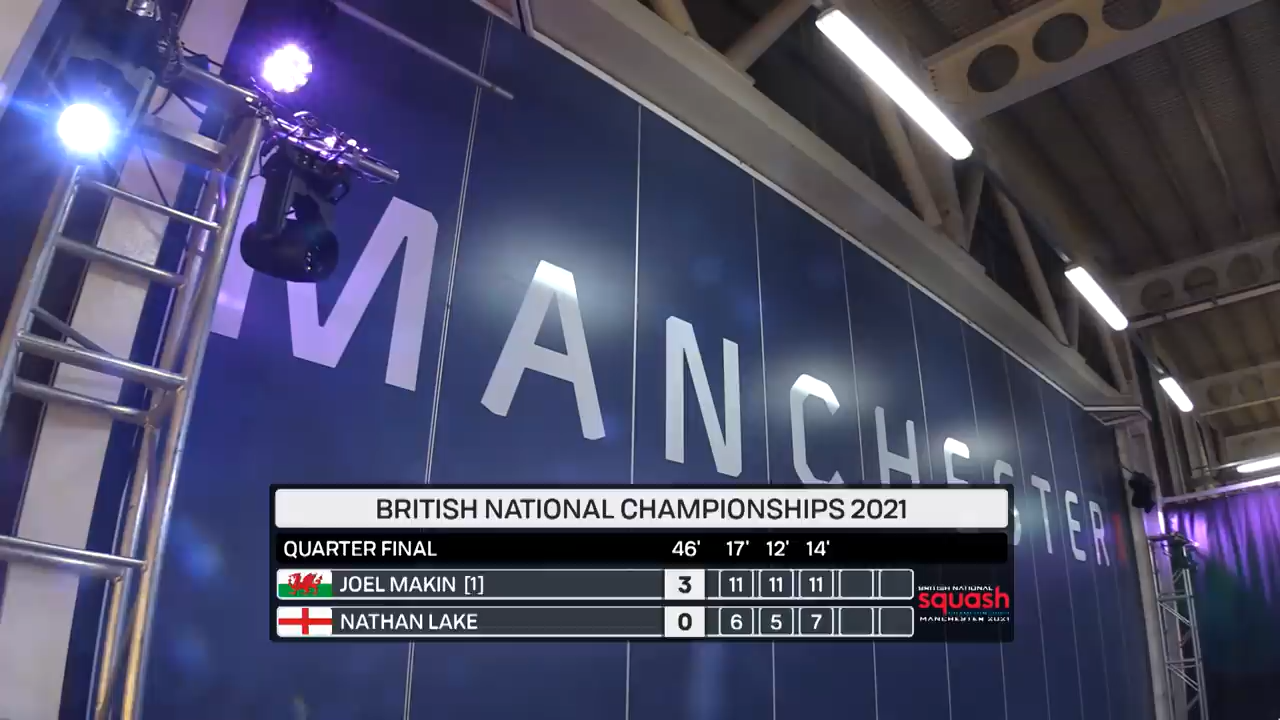 MANCHESTER
BRITISH NATIONAL CHAMPIONSHIPS 2021
QUARTER FINAL 46' 17' 12' 14'
JOEL MAKIN [1] 3 11 11 11
NATHAN LAKE 0 6 5 7
BRITISH NATIONAL
squash
MANCHESTER 2021